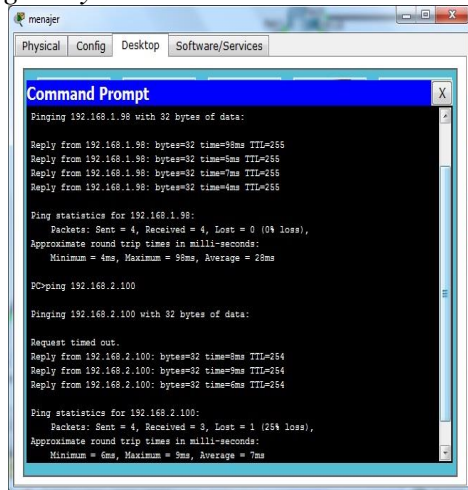 menajer
Physical Config Desktop Software/Services
Command Prompt X
Pinging 192.168.1.98 with 32 bytes of data:
Reply from 192.168.1.98: bytes=32 time=98ms TTL=255
Reply from 192.168.1.98: bytes=32 time=5ms TTL=255
Reply from 192.168.1.98: bytes=32 time=7ms TTL=255
Reply from 192.168.1.98: bytes=32 time=4ms TTL=255
Ping statistics for 192.168.1.98:
Packets: Sent = 4, Received = 4, Lost = 0 (0% loss),
Approximate round trip times in milli-seconds:
Minimum = 4ms, Maximum = 98ms, Average = 28ms
PC>ping 192.168.2.100
Pinging 192.168.2.100 with 32 bytes of data:
Request timed out.
Reply from 192.168.2.100: bytes=32 time=8ms TTL=254
Reply from 192.168.2.100: bytes=32 time=9ms TTL=254
Reply from 192.168.2.100: bytes=32 time=6ms TTL=254
Ping statistics for 192.168.2.100:
Packets: Sent = 4, Received = 3, Lost = 1 (25% loss),
Approximate round trip times in milli-seconds:
Minimum = 6ms, Maximum = 9ms, Average = 7ms